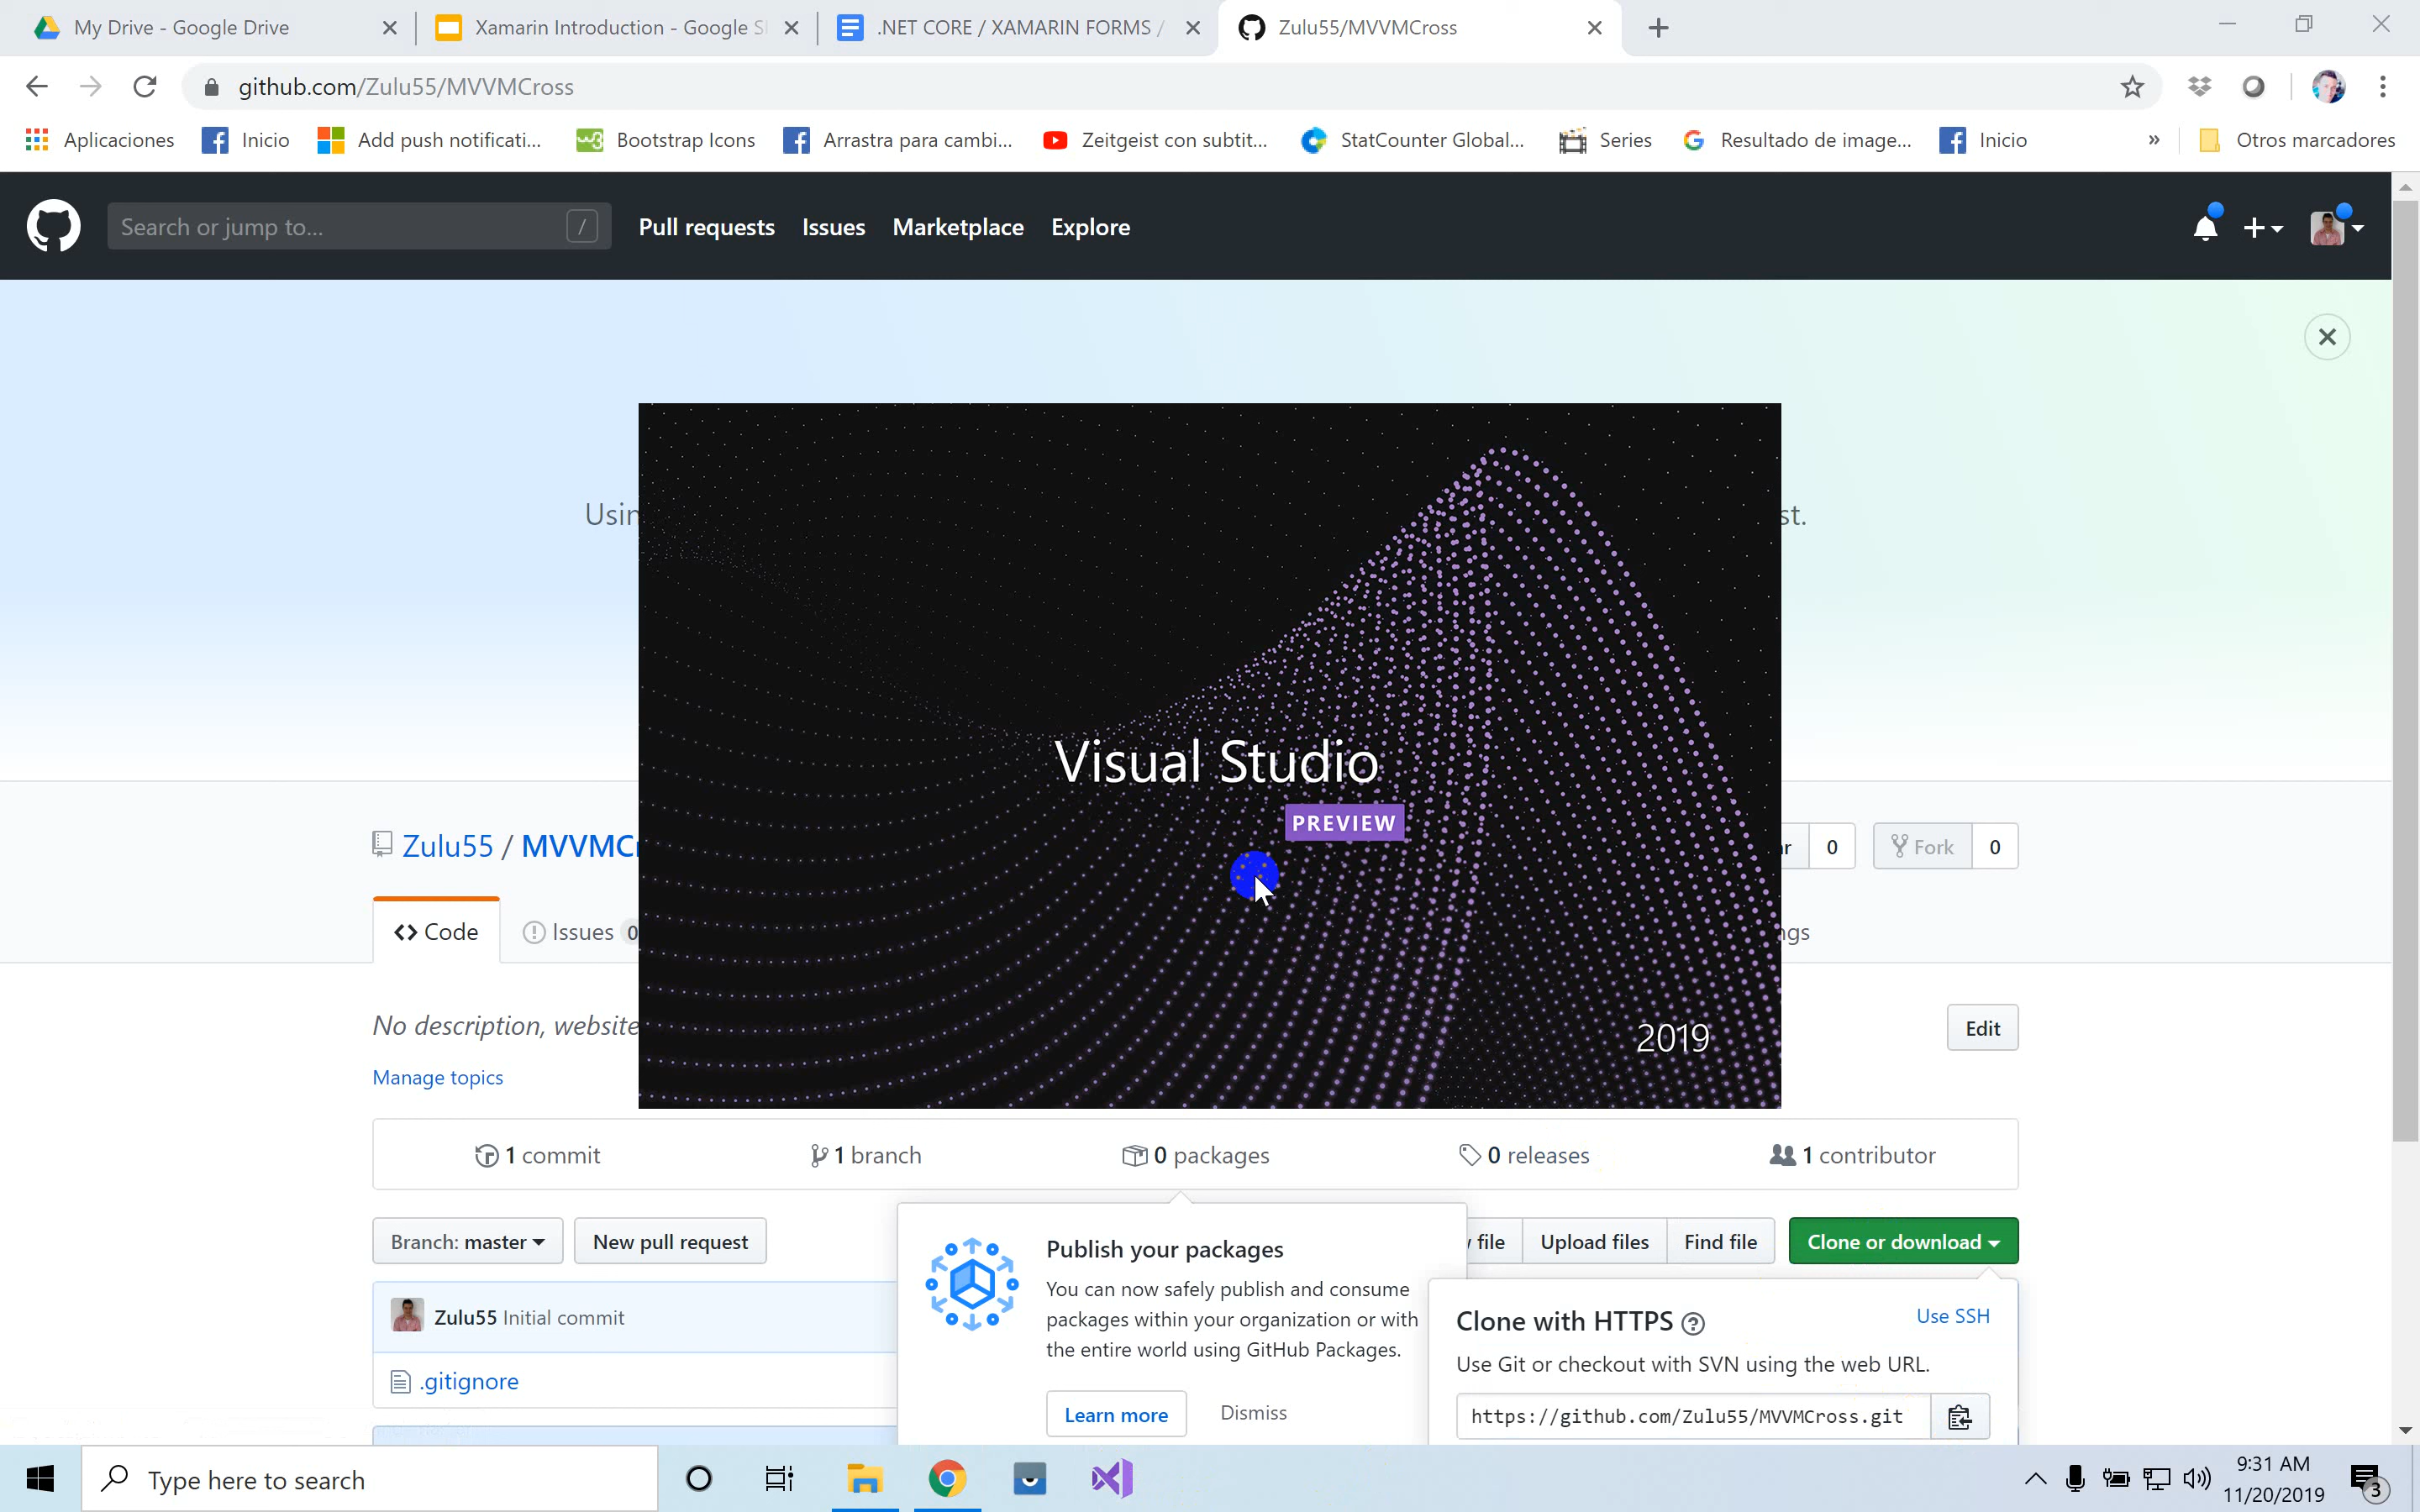 My Drive - Google Drive
Xamarin Introduction - Google Sl
.NET CORE / XAMARIN FORMS /
Zulu55/MVVMCross
github.com/Zulu55/MVVMCross
Aplicaciones
Inicio
Add push notificati...
Bootstrap Icons
Arrastra para cambi...
Zeitgeist con subtit...
StatCounter Global...
Series
Resultado de image...
Inicio
»
Otros marcadores
Search or jump to...
/
Pull requests
Issues
Marketplace
Explore
st.
Visual Studio
PREVIEW
2019
Zulu55 / MVVMC
0
Fork
0
Code
Issues 0
No description, website
Edit
Manage topics
1 commit
1 branch
0 packages
0 releases
1 contributor
Branch: master
New pull request
file
Upload files
Find file
Clone or download
Publish your packages
You can now safely publish and consume
packages within your organization or with
the entire world using GitHub Packages.
Learn more
Dismiss
Zulu55 Initial commit
.gitignore
Clone with HTTPS
Use SSH
Use Git or checkout with SVN using the web URL.
https://github.com/Zulu55/MVVMCross.git
Type here to search
9:31 AM
11/20/2019
3